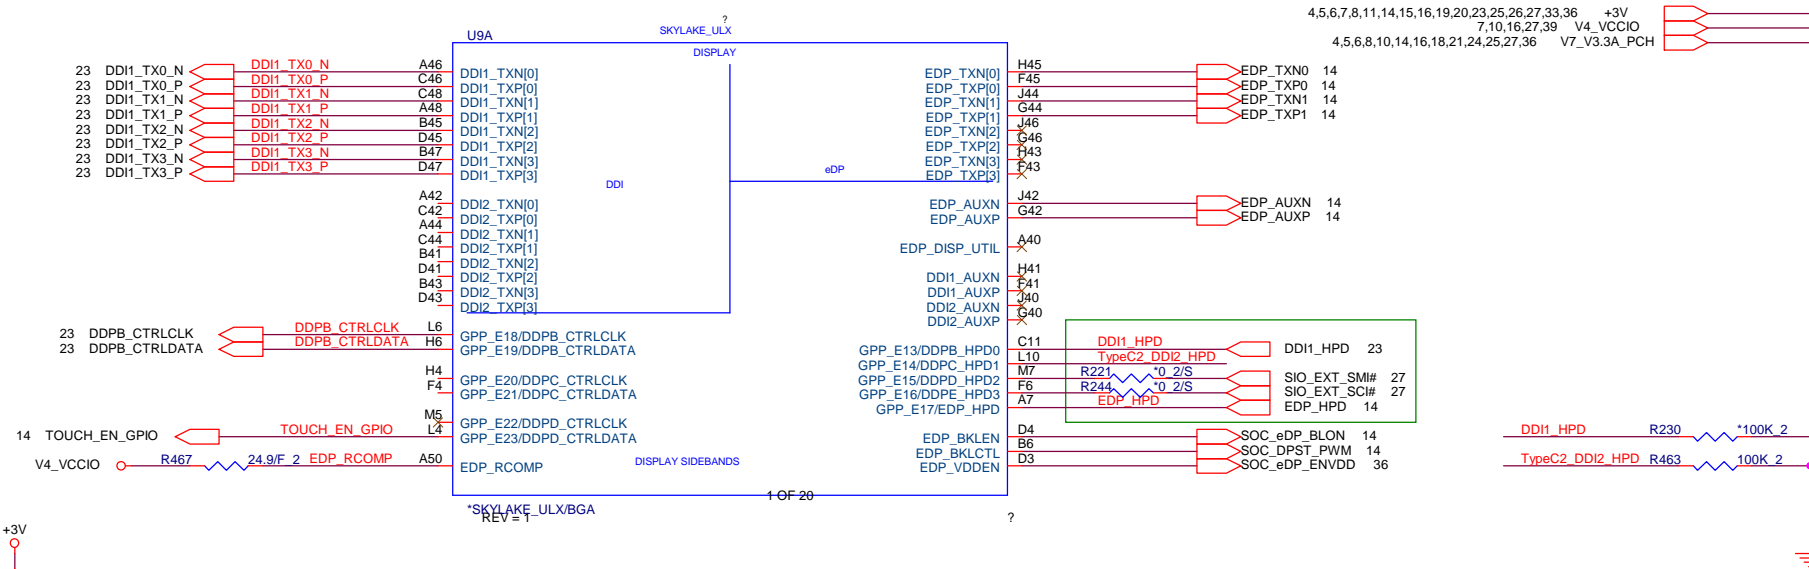 ?
SKYLAKE_ULX
4,5,6,7,8,11,14,15,16,19,20,23,25,26,27,33,36 +3V
7,10,16,27,39 V4_VCCIO
4,5,6,8,10,14,16,18,21,24,25,27,36 V7_V3.3A_PCH
U9A
DISPLAY
23 DDI1_TX0_N DDI1_TX0_N A46 DDI1_TXN[0] EDP_TXN[0] H45 EDP_TXN0 14
23 DDI1_TX0_P DDI1_TX0_P C46 DDI1_TXP[0] EDP_TXP[0] F45 EDP_TXP0 14
23 DDI1_TX1_N DDI1_TX1_N C48 DDI1_TXN[1] EDP_TXN[1] J44 EDP_TXN1 14
23 DDI1_TX1_P DDI1_TX1_P A48 DDI1_TXP[1] EDP_TXP[1] G44 EDP_TXP1 14
23 DDI1_TX2_N DDI1_TX2_N B45 DDI1_TXN[2] EDP_TXN[2] J46
23 DDI1_TX2_P DDI1_TX2_P D45 DDI1_TXP[2] EDP_TXP[2] G46
23 DDI1_TX3_N DDI1_TX3_N B47 DDI1_TXN[3] EDP_TXN[3] H43
23 DDI1_TX3_P DDI1_TX3_P D47 DDI1_TXP[3] EDP_TXP[3] F43
DDI eDP
A42 DDI2_TXN[0] EDP_AUXN J42 EDP_AUXN 14
C42 DDI2_TXP[0] EDP_AUXP G42 EDP_AUXP 14
A44 DDI2_TXN[1]
C44 DDI2_TXP[1] EDP_DISP_UTIL A40
B41 DDI2_TXN[2]
D41 DDI2_TXP[2] DDI1_AUXN H41
B43 DDI2_TXN[3] DDI1_AUXP F41
D43 DDI2_TXP[3] DDI2_AUXN J40
DDI2_AUXP G40
23 DDPB_CTRLCLK DDPB_CTRLCLK L6 GPP_E18/DDPB_CTRLCLK
23 DDPB_CTRLDATA DDPB_CTRLDATA H6 GPP_E19/DDPB_CTRLDATA GPP_E13/DDPB_HPD0 C11 DDI1_HPD DDI1_HPD 23
GPP_E14/DDPC_HPD1 L10 TypeC2_DDI2_HPD
H4 GPP_E20/DDPC_CTRLCLK GPP_E15/DDPD_HPD2 M7 R221 *0_2/S SIO_EXT_SMI# 27
F4 GPP_E21/DDPC_CTRLDATA GPP_E16/DDPE_HPD3 F6 R244 *0_2/S SIO_EXT_SCI# 27
GPP_E17/EDP_HPD A7 EDP_HPD EDP_HPD 14
M5 GPP_E22/DDPD_CTRLCLK
14 TOUCH_EN_GPIO TOUCH_EN_GPIO L4 GPP_E23/DDPD_CTRLDATA EDP_BKLEN D4 SOC_eDP_BLON 14
DDI1_HPD R230 *100K_2
EDP_BKLCTL B6 SOC_DPST_PWM 14
V4_VCCIO R467 24.9/F_2 EDP_RCOMP A50 EDP_RCOMP DISPLAY SIDEBANDS EDP_VDDEN D3 SOC_eDP_ENVDD 36
TypeC2_DDI2_HPD R463 100K_2
1 OF 20
*SKYLAKE_ULX/BGA
REV = 1 ?
+3V